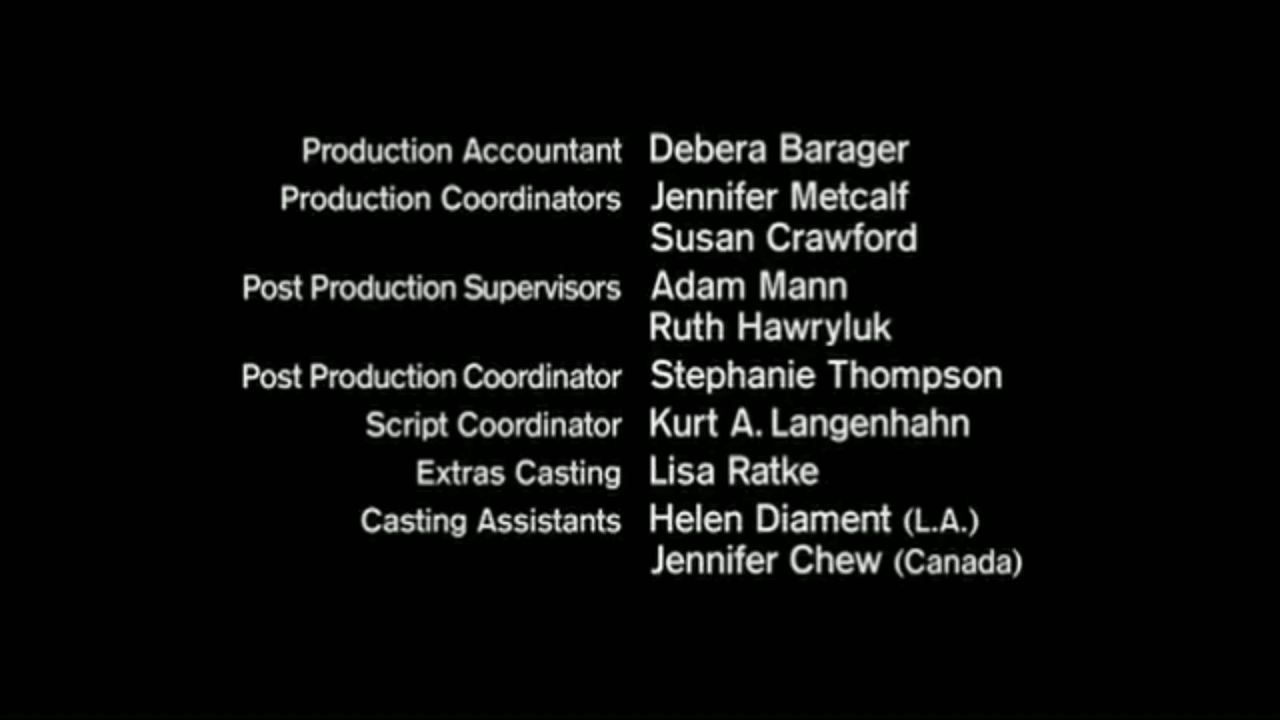 Production Accountant Debera Barager
Production Coordinators Jennifer Metcalf
Susan Crawford
Post Production Supervisors Adam Mann
Ruth Hawryluk
Post Production Coordinator Stephanie Thompson
Script Coordinator Kurt A. Langenhahn
Extras Casting Lisa Ratke
Casting Assistants Helen Diament (L.A.)
Jennifer Chew (Canada)